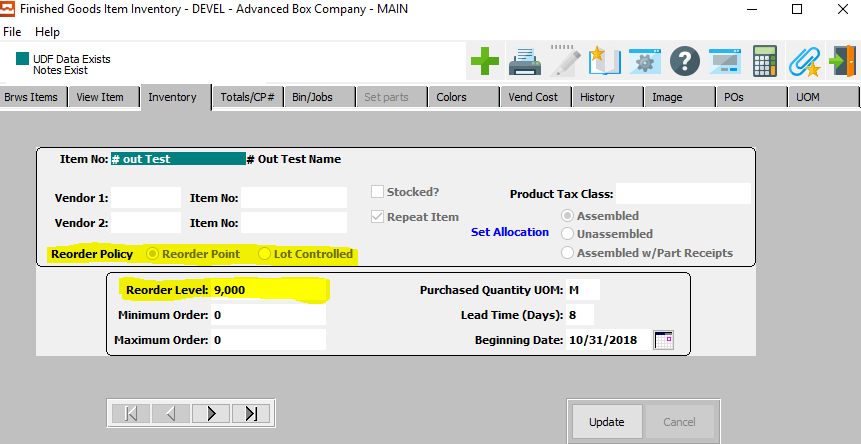 Finished Goods Item Inventory - DEVEL - Advanced Box Company - MAIN
File Help
UDF Data Exists
Notes Exist
Brws Items View Item Inventory Totals/CP# Bin/Jobs Set parts Colors Vend Cost History Image POs UOM
Item No: # out Test # Out Test Name
Vendor 1: Item No: Stocked? Product Tax Class:
Vendor 2: Item No: Repeat Item Assembled
Set Allocation Unassembled
Reorder Policy Reorder Point Lot Controlled Assembled w/Part Receipts
Reorder Level: 9,000 Purchased Quantity UOM: M
Minimum Order: 0 Lead Time (Days): 8
Maximum Order: 0 Beginning Date: 10/31/2018
Update Cancel